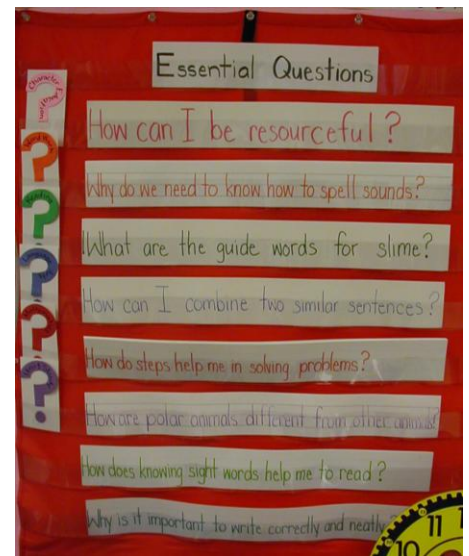 Essential Questions
How can I be resourceful?
Why do we need to know how to spell sounds?
What are the guide words for slime?
How can I combine two similar sentences?
How do steps help me in solving problems?
How are polar animals different from other animals?
How does knowing sight words help me to read?
Why is it important to write correctly and neatly?
11
10